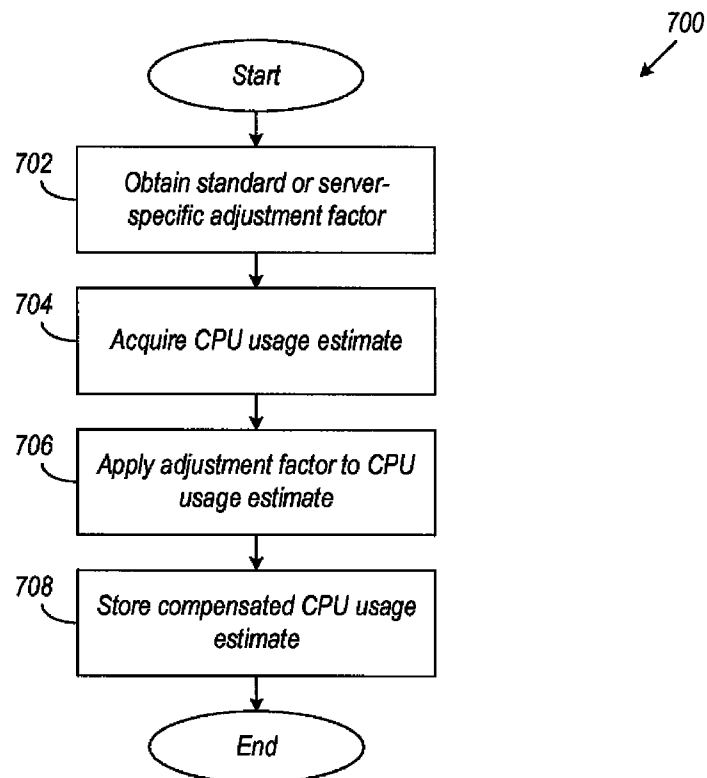 700
Start
702
Obtain standard or server-
specific adjustment factor
704
Acquire CPU usage estimate
706
Apply adjustment factor to CPU
usage estimate
708
Store compensated CPU usage
estimate
End